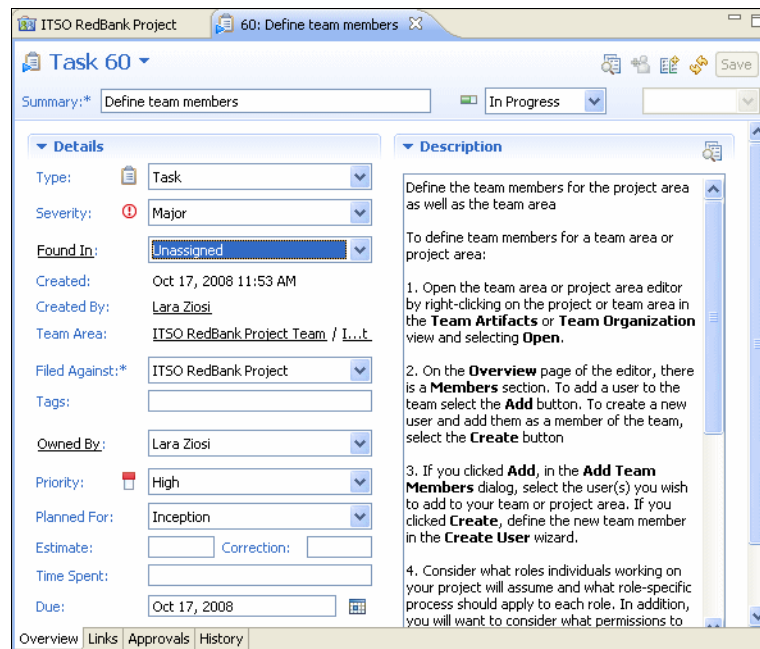 ITSO RedBank Project
60: Define team members
Task 60
Save
Summary:* Define team members
In Progress
Details
Type: Task
Severity: Major
Found In: Unassigned
Created: Oct 17, 2008 11:53 AM
Created By: Lara Ziosi
Team Area: ITSO RedBank Project Team / I...t
Filed Against:* ITSO RedBank Project
Tags:
Owned By: Lara Ziosi
Priority: High
Planned For: Inception
Estimate: Correction:
Time Spent:
Due: Oct 17, 2008
Description
Define the team members for the project area
as well as the team area
To define team members for a team area or
project area:
1. Open the team area or project area editor
by right-clicking on the project or team area in
the Team Artifacts or Team Organization
view and selecting Open.
2. On the Overview page of the editor, there
is a Members section. To add a user to the
team select the Add button. To create a new
user and add them as a member of the team,
select the Create button
3. If you clicked Add, in the Add Team
Members dialog, select the user(s) you wish
to add to your team or project area. If you
clicked Create, define the new team member
in the Create User wizard.
4. Consider what roles individuals working on
your project will assume and what role-specific
process should apply to each role. In addition,
you will want to consider what permissions to
Overview Links Approvals History